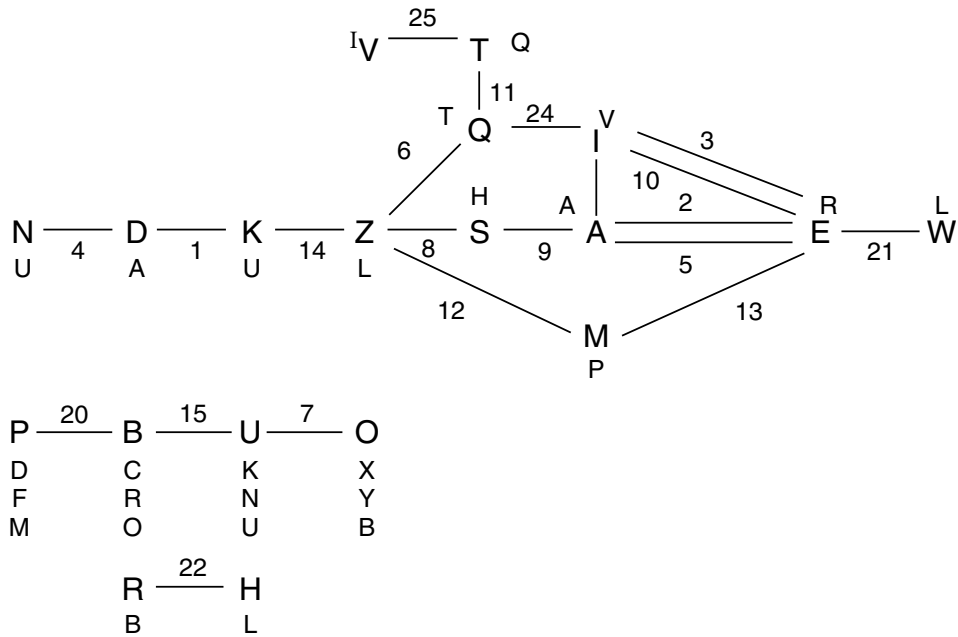 25
I V T Q
11
T Q 24 I V
6 3
10
H A 2 R L
N D K Z S A E W
4 1 14 8 9 5 21
U A U L
12 13
M
P
20 15 7
P B U O
D C K X
F R N Y
M O U B
22
R H
B L